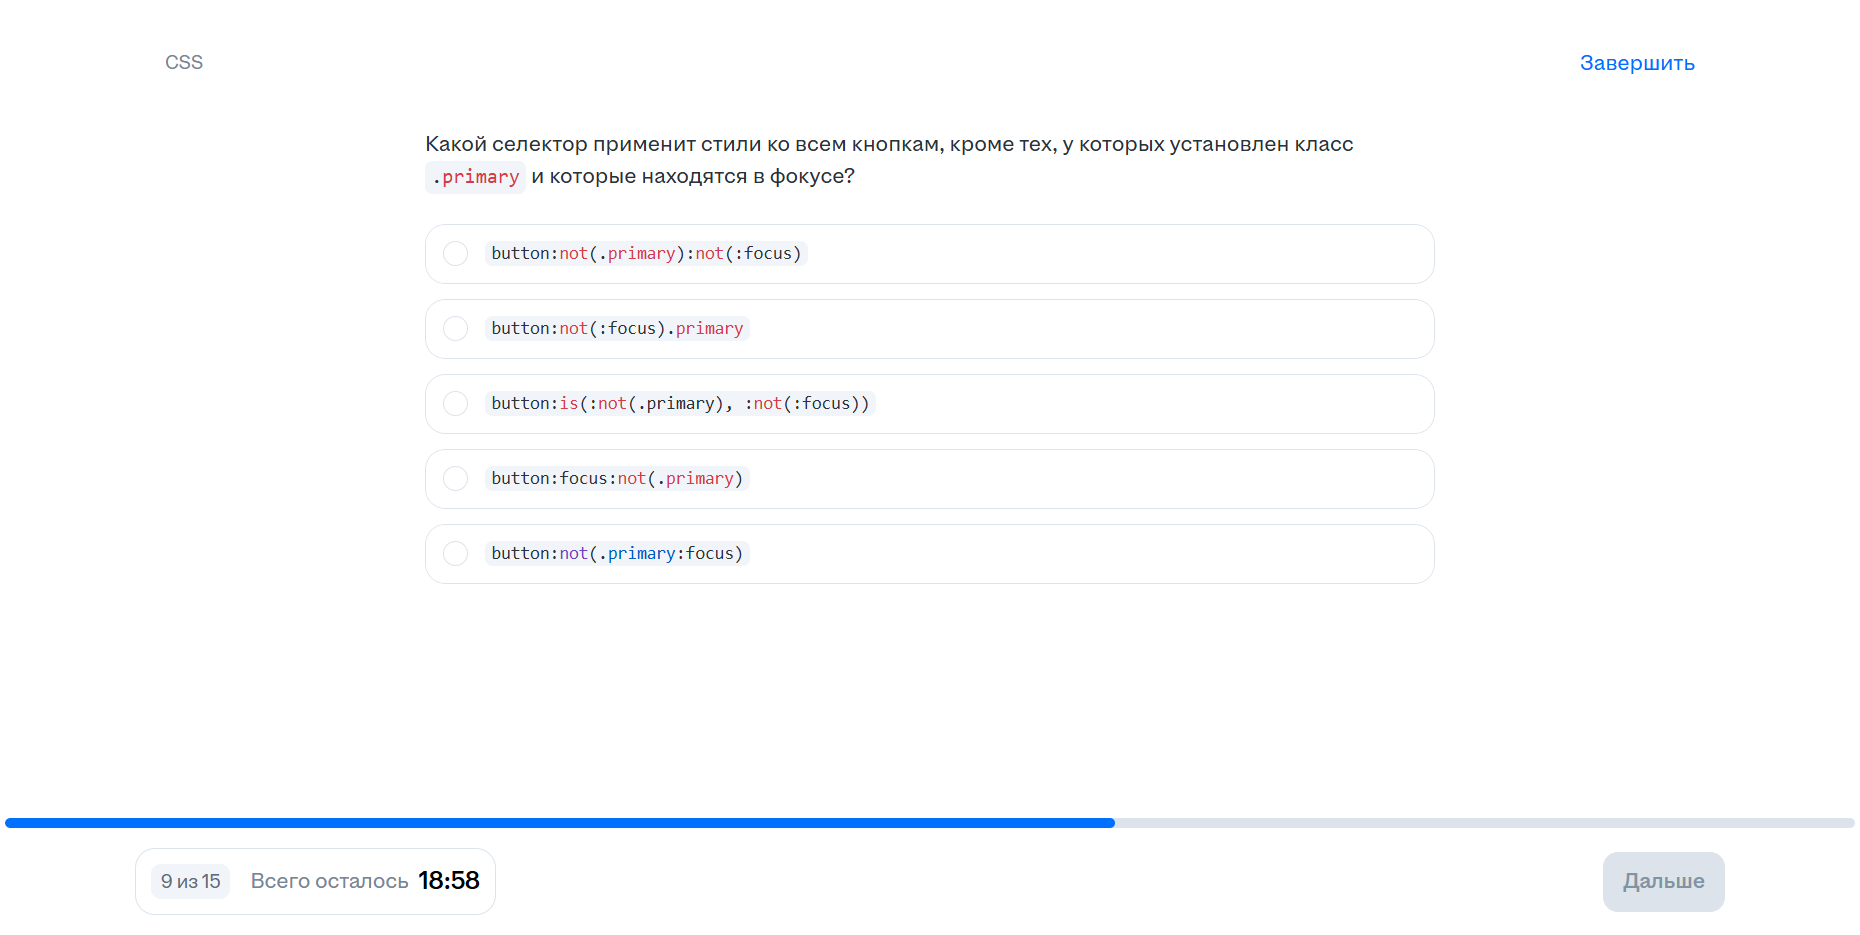 CSS
Завершить
Какой селектор применит стили ко всем кнопкам, кроме тех, у которых установлен класс
.primary и которые находятся в фокусе?
button:not(.primary):not(:focus)
button:not(:focus).primary
button:is(:not(.primary), :not(:focus))
button:focus:not(.primary)
button:not(.primary:focus)
9 из 15
Всего осталось 18:58
Дальше